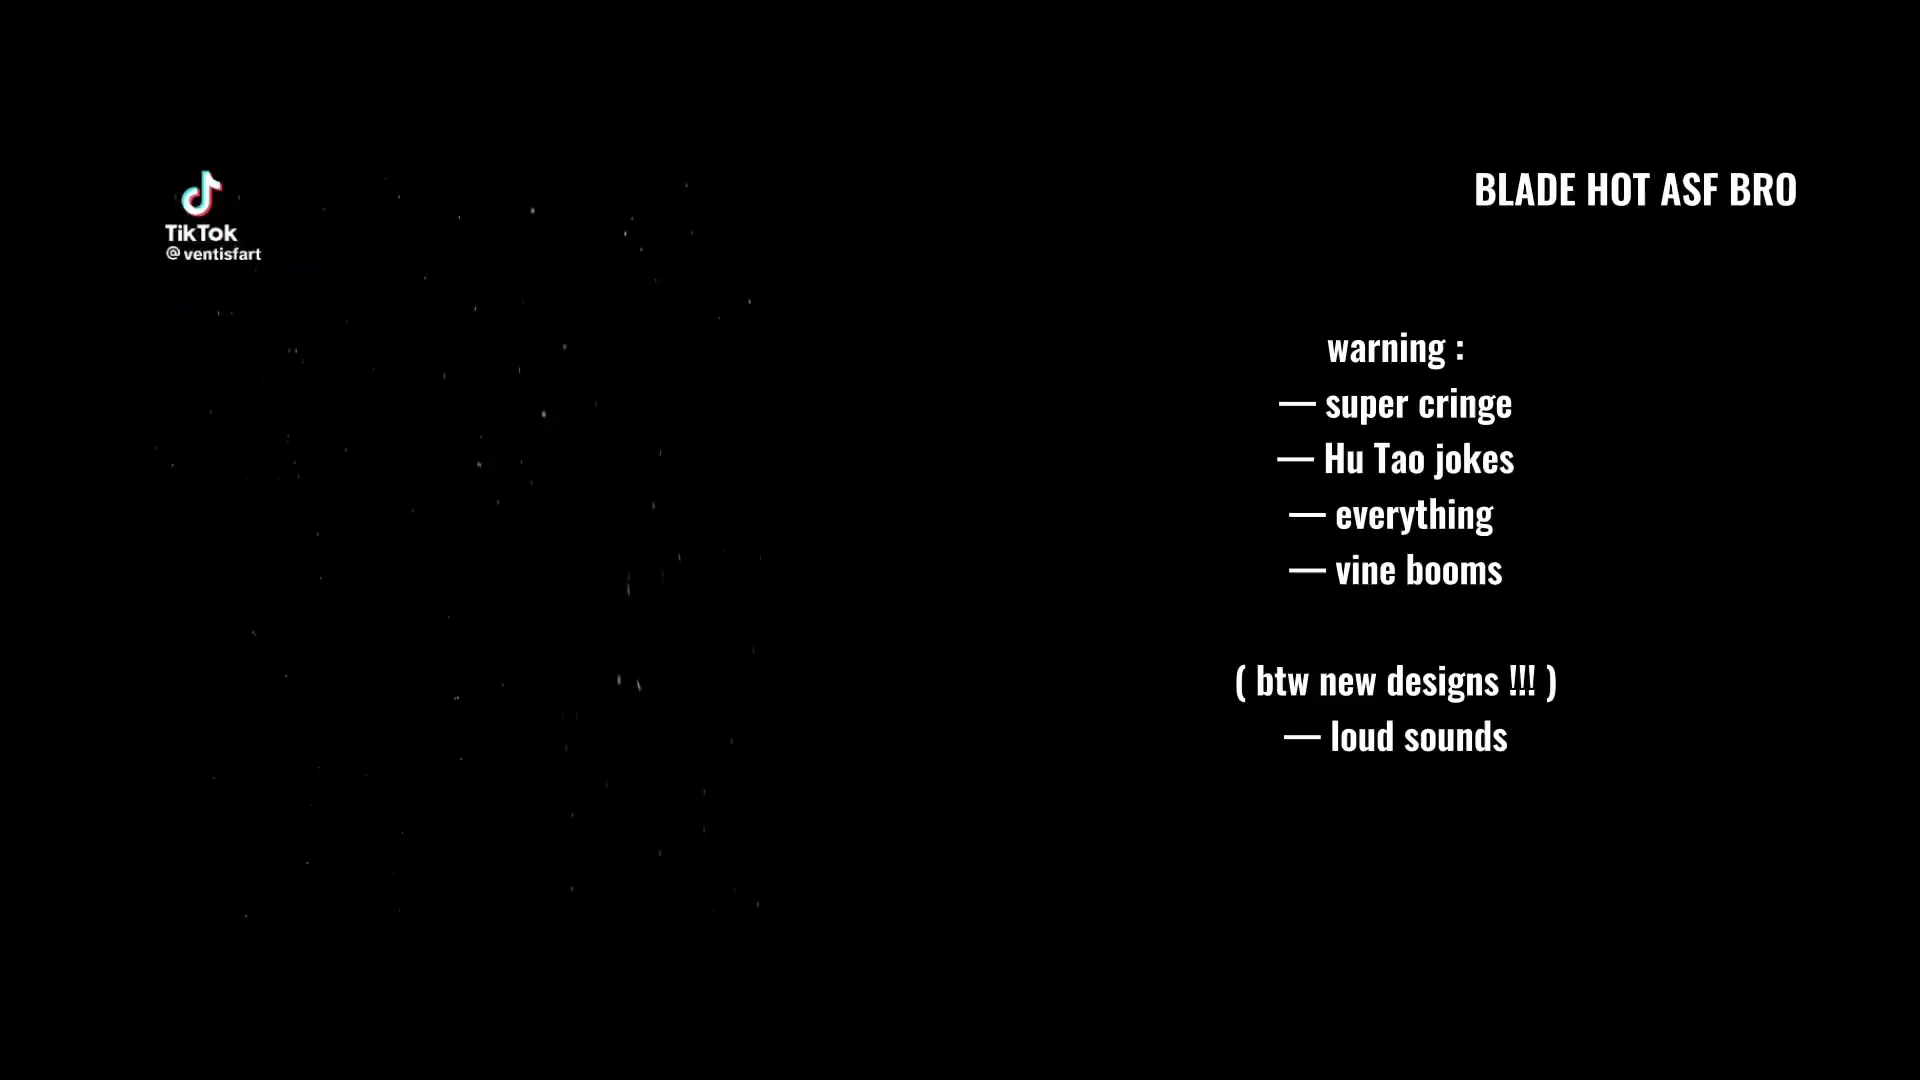 TikTok
@ventisfart
BLADE HOT ASF BRO
warning :
— super cringe
— Hu Tao jokes
— everything
— vine booms
( btw new designs !!! )
— loud sounds